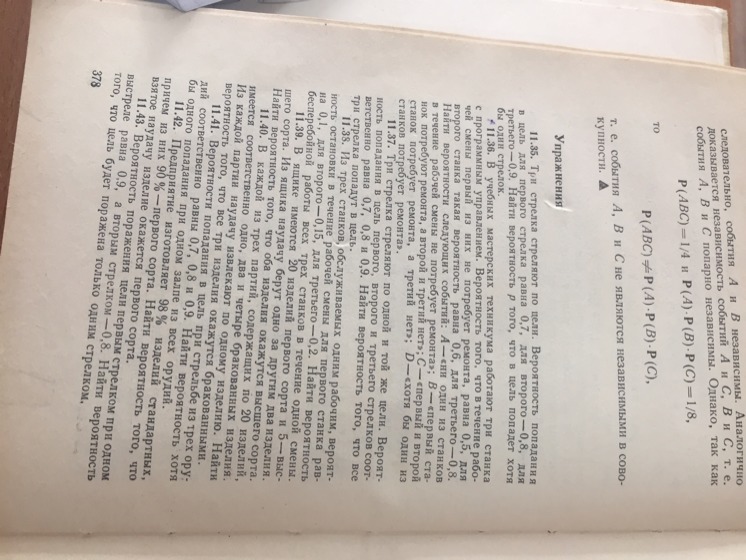 следовательно, события A и B независимы. Аналогично
доказывается независимость событий A и C, B и C, т. е.
события A, B и C попарно независимы. Однако, так как
P(ABC)=1/4 и P(A)·P(B)·P(C)=1/8,
то
P(ABC)≠P(A)·P(B)·P(C),
т. е. события A, B и C не являются независимыми в сово-
купности. ▲
Упражнения
11.35. Три стрелка стреляют по цели. Вероятность попадания
в цель для первого стрелка равна 0,7, для второго—0,8, для
третьего—0,9. Найти вероятность p того, что в цель попадет хотя
бы один стрелок.
11.36. В учебных мастерских техникума работают три станка
с программным управлением. Вероятность того, что в течение рабо-
чей смены первый из них не потребует ремонта, равна 0,5, для
второго станка такая вероятность равна 0,6, для третьего—0,8.
Найти вероятности следующих событий: A—«ни один из станков
в течение рабочей смены не потребует ремонта»; B—«первый ста-
нок потребуют ремонта, а второй и третий нет»; C—«первый и второй
станок потребует ремонта, а третий нет»; D—«хотя бы один из
станков потребует ремонта».
11.37. Три стрелка стреляют по одной и той же цели. Вероят-
ность попадания в цель первого, второго и третьего стрелков соот-
ветственно равна 0,7, 0,8 и 0,9. Найти вероятность того, что все
три стрелка попадут в цель.
11.38. Из трех станков, обслуживаемых одним рабочим, вероят-
ность остановки в течение рабочей смены для первого станка рав-
на 0,1, для второго—0,15, для третьего—0,2. Найти вероятность
бесперебойной работы всех трех станков в течение одной смены.
11.39. В ящике имеются 20 изделий первого сорта и 5—выс-
шего сорта. Из ящика наудачу берут одно за другим два изделия.
Найти вероятность того, что оба изделия окажутся высшего сорта.
11.40. В каждой из трех партий, содержащих по 20 изделий,
имеется соответственно одно, два и четыре бракованных изделия.
Из каждой партии наудачу извлекают по одному изделию. Найти
вероятность того, что все три изделия окажутся бракованными.
11.41. Вероятности попадания в цель при стрельбе из трех ору-
дий соответственно равны 0,7, 0,8 и 0,9. Найти вероятность хотя
бы одного попадания при одном залпе из всех орудий.
11.42. Предприятие изготовляет 98 % изделий стандартных,
причем из них 90 %—первого сорта. Найти вероятность того, что
взятое наудачу изделие окажется первого сорта.
11.43. Вероятность поражения цели первым стрелком при одном
выстреле равна 0,9, а вторым стрелком—0,8. Найти вероятность
того, что цель будет поражена только одним стрелком.
378